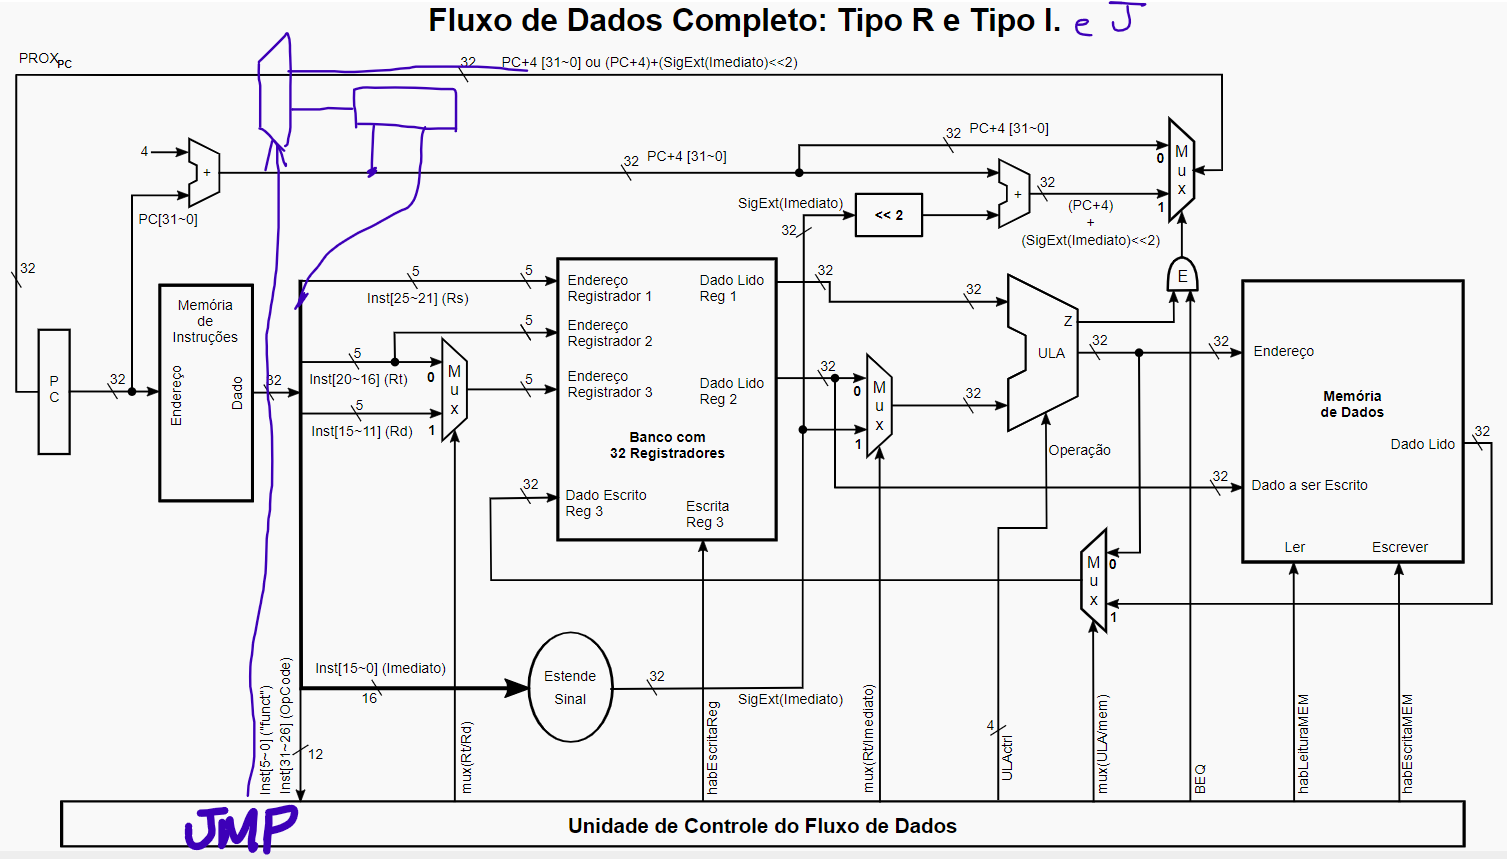 Fluxo de Dados Completo: Tipo R e Tipo I. e J
PROX PC
32
PC+4 [31~0] ou (PC+4)+(SigExt(Imediato)<<2)
4
+
PC[31~0]
32
PC+4 [31~0]
32
PC+4 [31~0]
0
Mux
1
SigExt(Imediato)
32
<< 2
+
32
(PC+4)
+
(SigExt(Imediato)<<2)
E
32
PC
32
Memória
de
Instruções
Endereço
Dado
32
5
5
Inst[25~21] (Rs)
5
5
Inst[20~16] (Rt)
0
Mux
5
5
Inst[15~11] (Rd)
1
Endereço
Registrador 1
Endereço
Registrador 2
Endereço
Registrador 3
Dado Lido
Reg 1
Dado Lido
Reg 2
Banco com
32 Registradores
Dado Escrito
Reg 3
Escrita
Reg 3
32
32
32
32
0
Mux
1
32
Z
ULA
Operação
32
32
Endereço
Memória
de Dados
Dado Lido
32
32
Dado a ser Escrito
Ler
Escrever
Mux
0
1
Inst[15~0] (Imediato)
16
Estende
Sinal
32
SigExt(Imediato)
Inst[5~0] ("funct")
Inst[31~26] (OpCode)
12
mux(Rt/Rd)
habEscritaReg
mux(Rt/Imediato)
4
ULActrl
mux(ULA/mem)
BEQ
habLeituraMEM
habEscritaMEM
JMP
Unidade de Controle do Fluxo de Dados